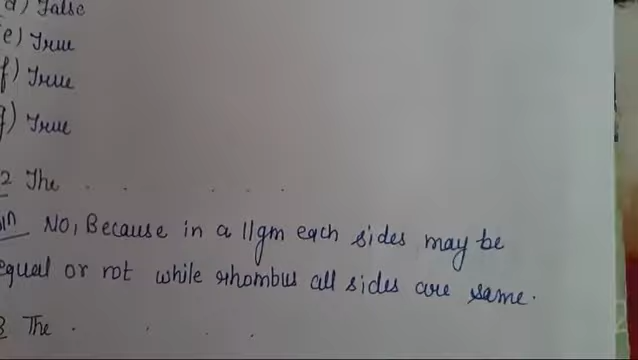 d) False
e) True
f) True
g) True
2 The . . . . .
NO, Because in a 11gm each sides may be
equal or not while rhombus all sides are same.
3 The . . . .